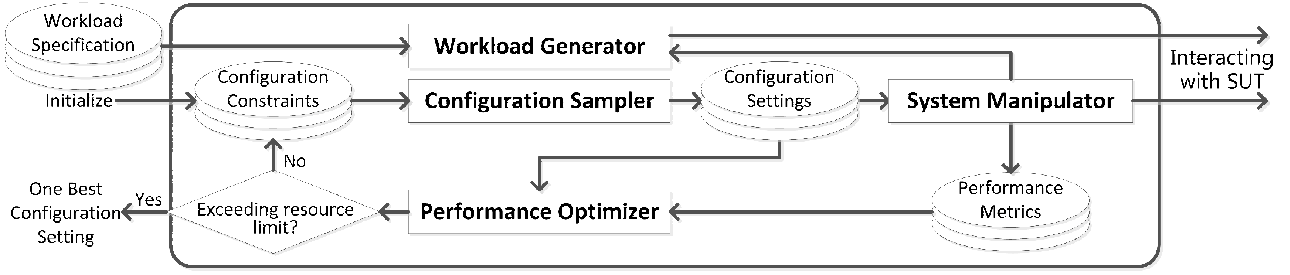 Workload
Specification
Workload Generator
Interacting
with SUT
Initialize
Configuration
Constraints
Configuration Sampler
Configuration
Settings
System Manipulator
No
One Best
Configuration
Setting
Yes
Exceeding resource
limit?
Performance Optimizer
Performance
Metrics